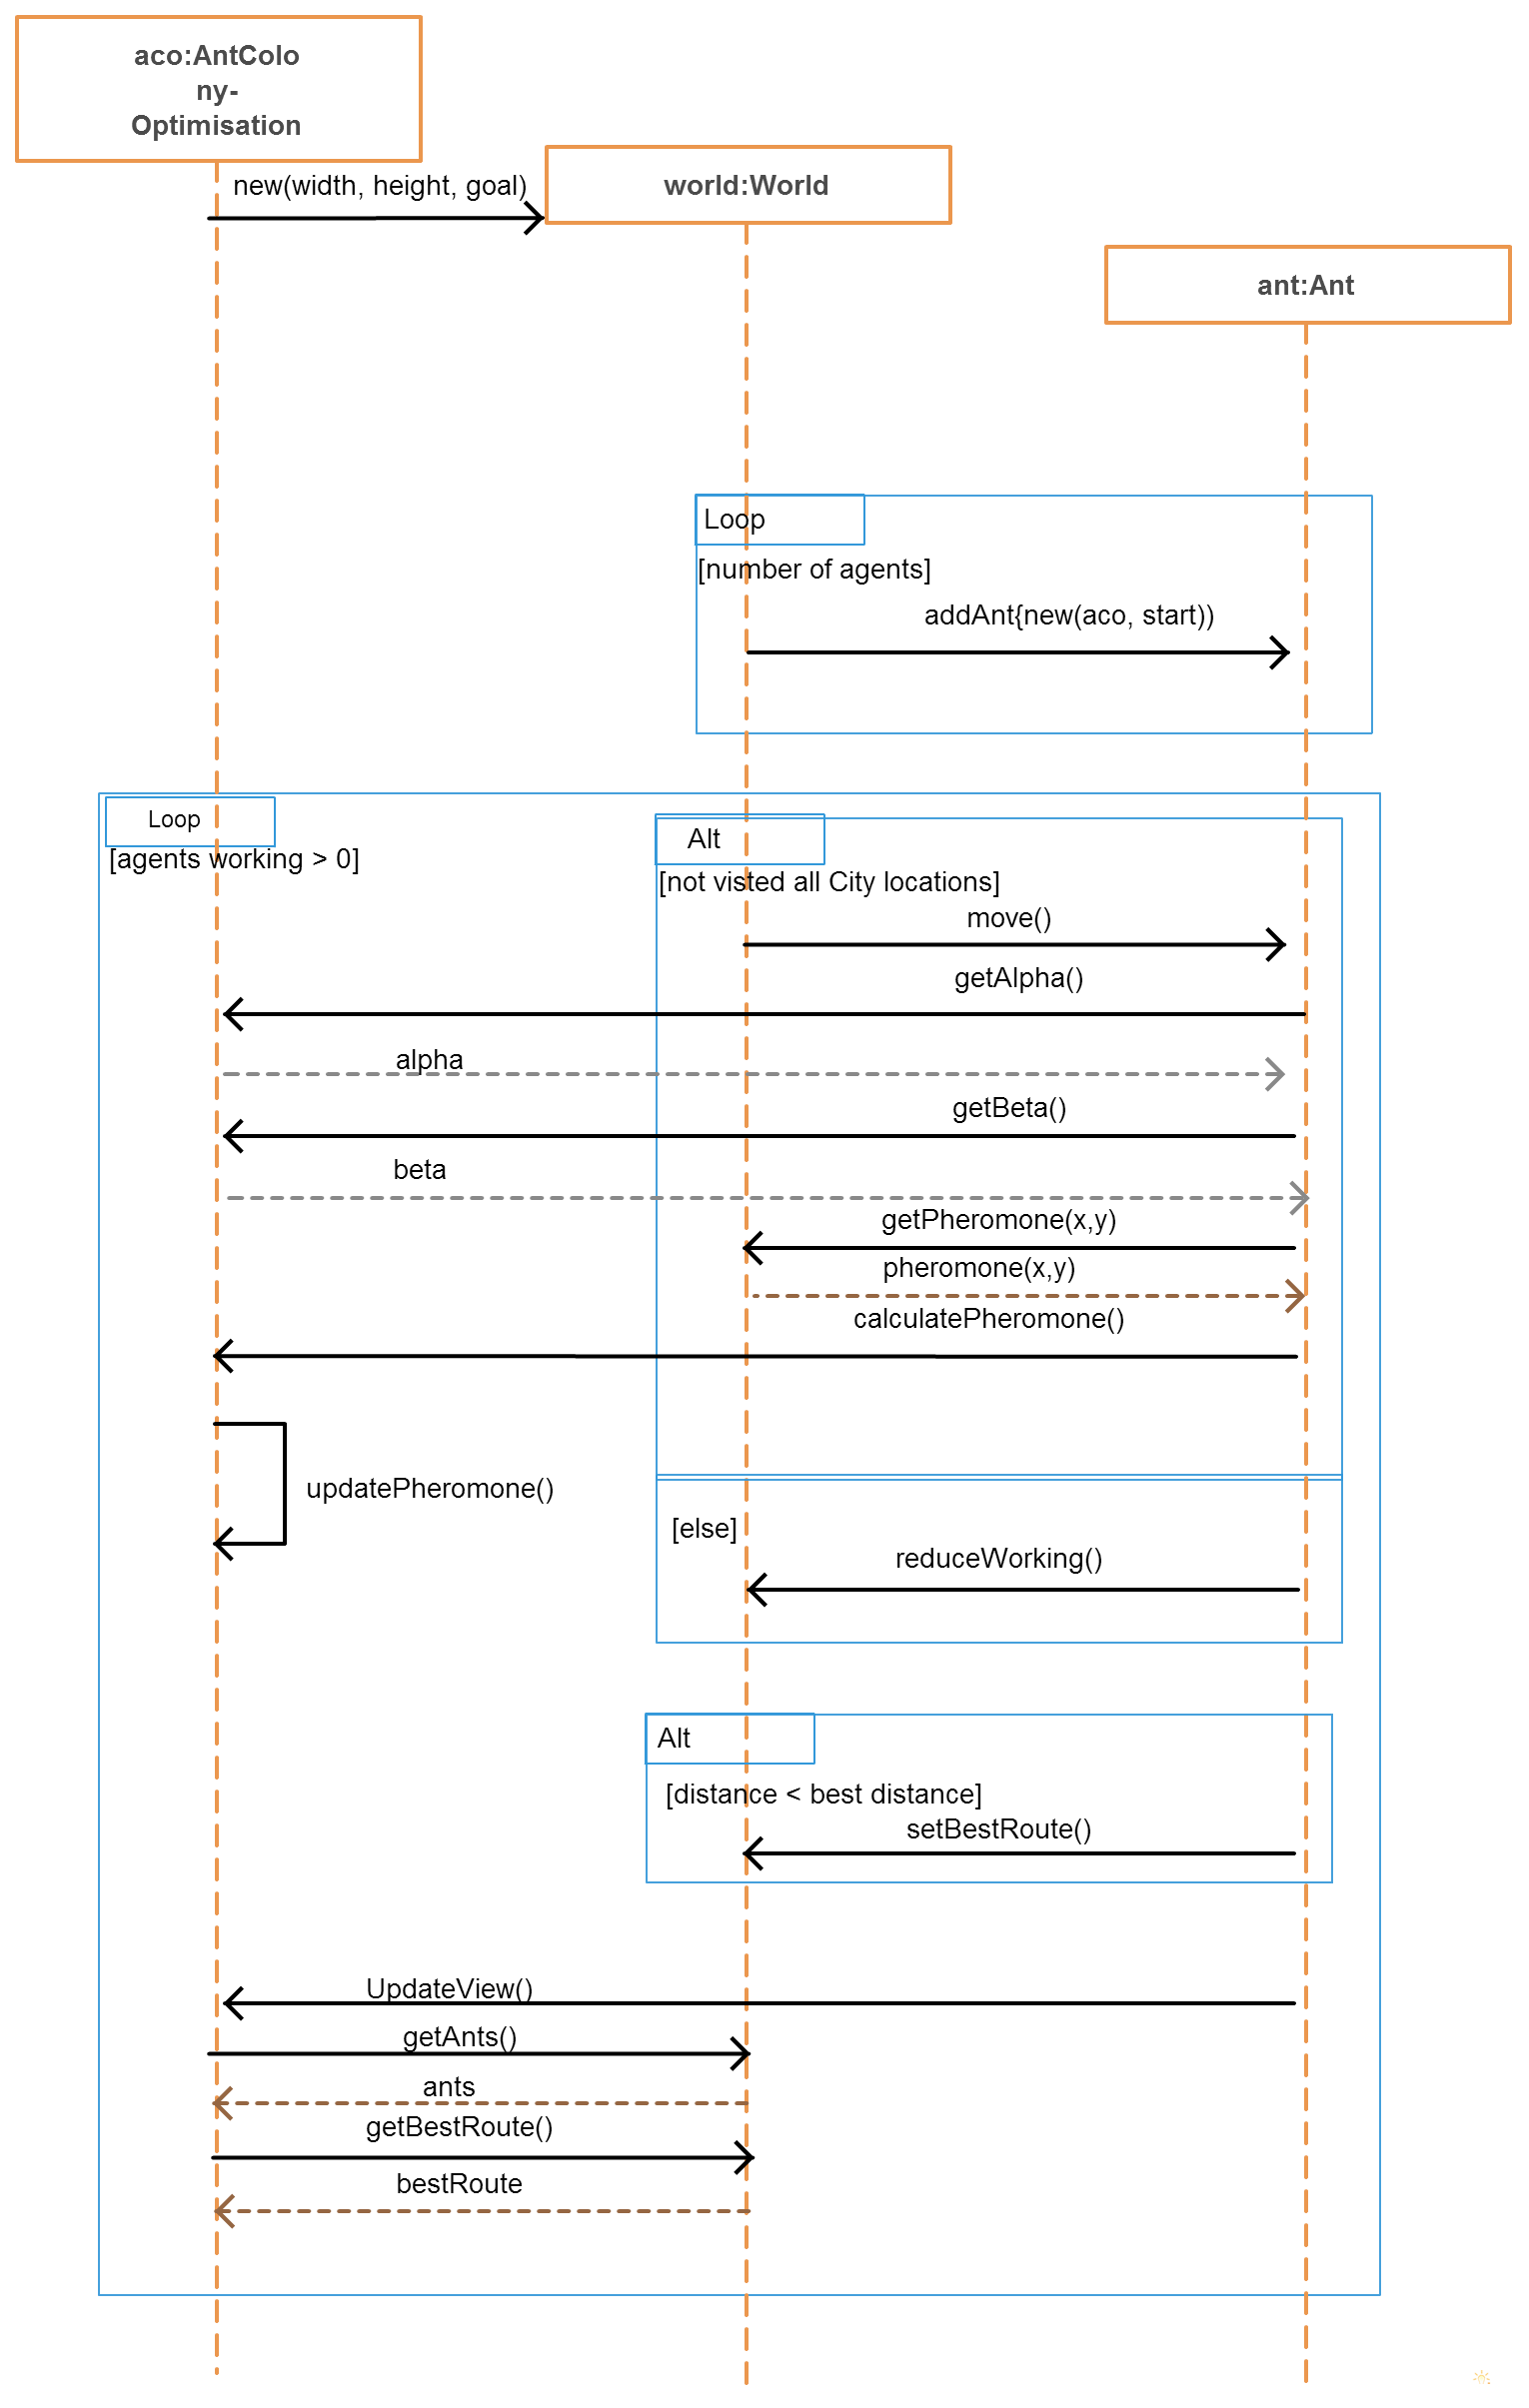 aco:AntColo
ny-
Optimisation
new(width, height, goal)
world:World
ant:Ant
Loop
[number of agents]
addAnt{new(aco, start))
Loop
[agents working > 0]
Alt
[not visted all City locations]
move()
getAlpha()
alpha
getBeta()
beta
getPheromone(x,y)
pheromone(x,y)
calculatePheromone()
updatePheromone()
[else]
reduceWorking()
Alt
[distance < best distance]
setBestRoute()
UpdateView()
getAnts()
ants
getBestRoute()
bestRoute